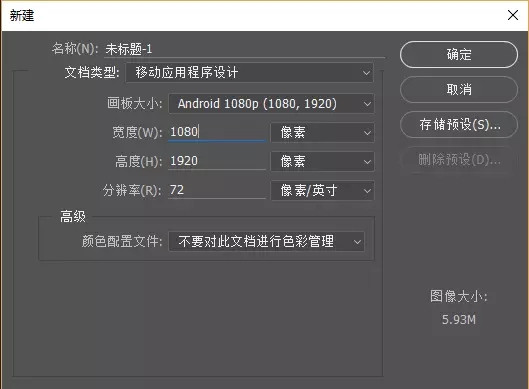 新建
名称(N): 未标题-1
确定
文档类型: 移动应用程序设计
取消
画板大小: Android 1080p (1080, 1920)
存储预设(S)...
宽度(W): 1080 像素
删除预设(D)...
高度(H): 1920 像素
分辨率(R): 72 像素/英寸
高级
颜色配置文件: 不要对此文档进行色彩管理
图像大小:
5.93M